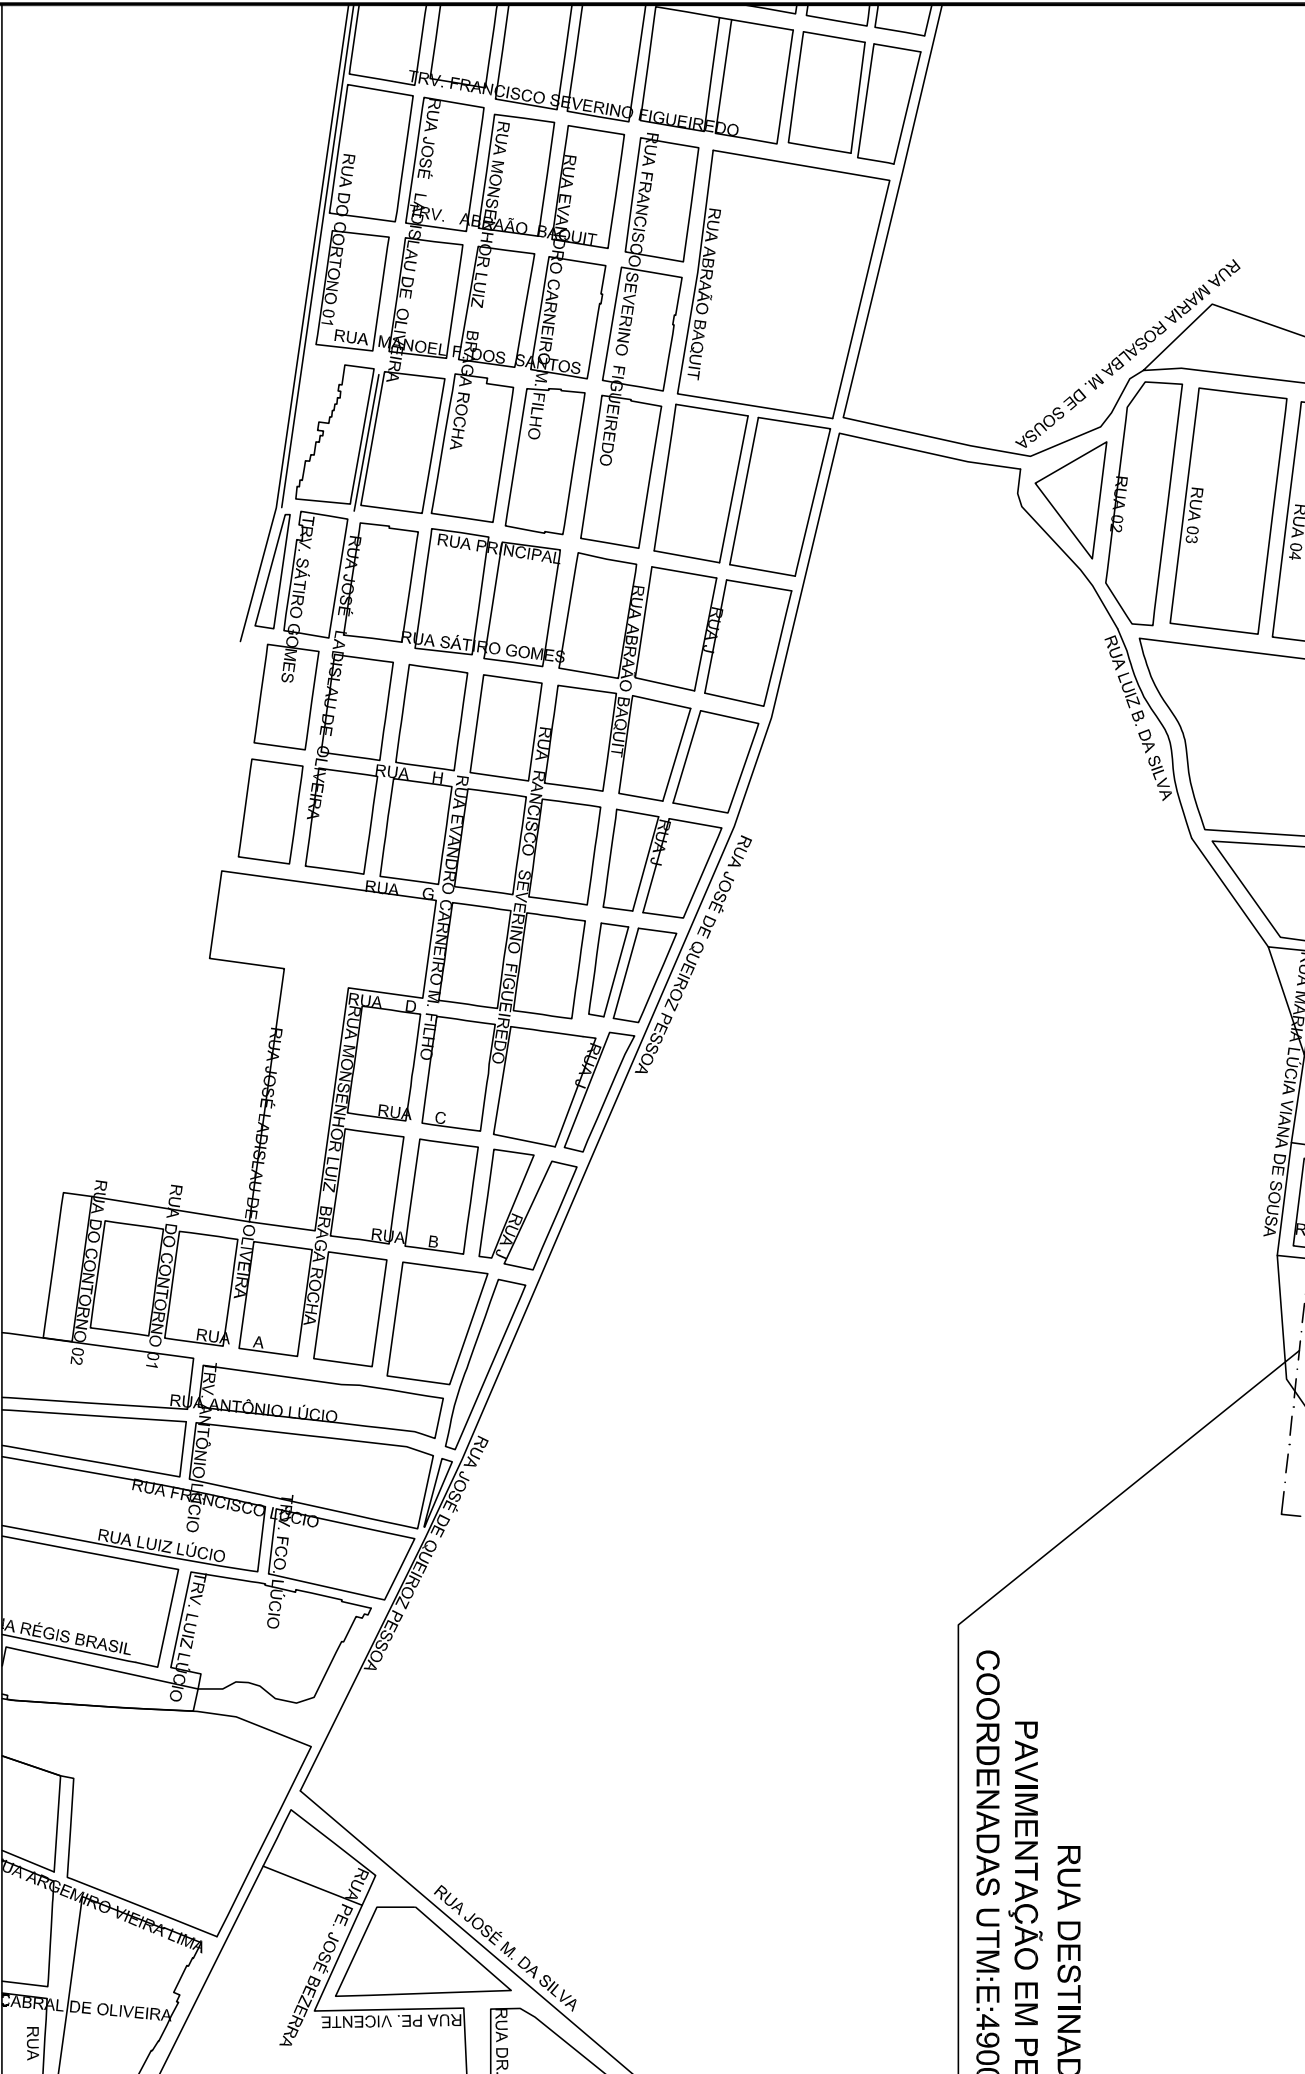 TRV. FRANCISCO SEVERINO FIGUEIREDO
RUA DO CORTONO 01
RUA JOSÉ LADISLAU DE OLIVEIRA
RUA MONSENHOR LUIZ BRAGA ROCHA
RUA EVANDRO CARNEIRO M. FILHO
RUA FRANCISCO SEVERINO FIGUEIREDO
RUA ABRAÃO BAQUIT
TRV. ABRAÃO BAQUIT
RUA MANOEL F. DOS SANTOS
RUA MARIA ROSALBA M. DE SOUSA
RUA 02
RUA 03
RUA 04
TRV. SÁTIRO GOMES
RUA JOSÉ LADISLAU DE OLIVEIRA
RUA PRINCIPAL
RUA ABRAAO BAQUIT
RUA J
RUA SÁTIRO GOMES
RUA LUIZ B. DA SILVA
RUA RANCISCO SEVERINO FIGUEIREDO
RUA H
RUA EVANDRO CARNEIRO M. FILHO
RUA J
RUA JOSÉ DE QUEIROZ PESSOA
RUA G
RUA MARIA LÚCIA VIANA DE SOUSA
RUA D
RUA MONSENHOR LUIZ BRAGA ROCHA
RUA JOSÉ LADISLAU DE OLIVEIRA
RUA J
RUA C
RUA DO CONTORNO 02
RUA DO CONTORNO 01
RUA J
RUA B
R
RUA A
TRV. ANTÔNIO LÚCIO
RUA ANTÔNIO LÚCIO
RUA JOSÉ DE QUEIROZ PESSOA
RUA FRANCISCO LÚCIO
TRV. FCO. LÚCIO
RUA LUIZ LÚCIO
TRV. LUIZ LÚCIO
IA RÉGIS BRASIL
RUA DESTINAD
PAVIMENTAÇÃO EM PE
COORDENADAS UTM:E:490
UA ARGEMIRO VIEIRA LIMA
RUA PE. JOSÉ BEZERRA
RUA JOSÉ M. DA SILVA
CABRAL DE OLIVEIRA
RUA PE. VICENTE
RUA DR.
RUA